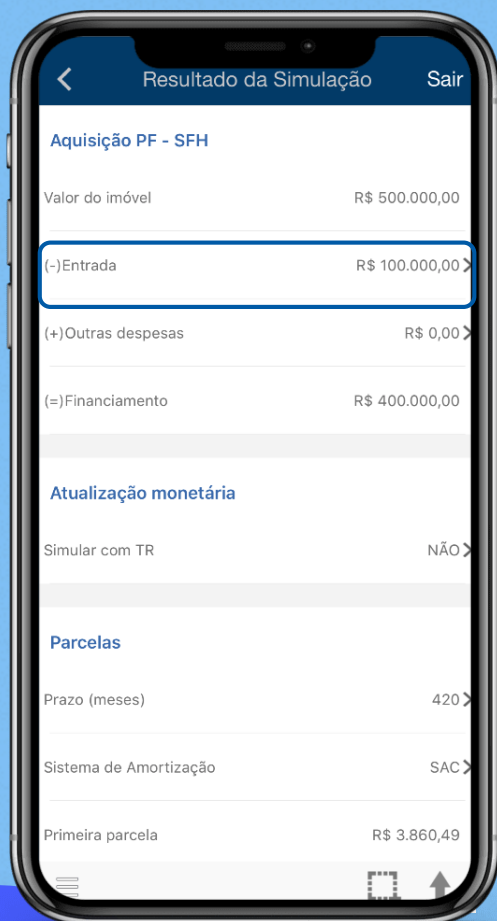 Resultado da Simulação Sair
Aquisição PF - SFH
Valor do imóvel R$ 500.000,00
(-)Entrada R$ 100.000,00
(+)Outras despesas R$ 0,00
(=)Financiamento R$ 400.000,00
Atualização monetária
Simular com TR NÃO
Parcelas
Prazo (meses) 420
Sistema de Amortização SAC
Primeira parcela R$ 3.860,49